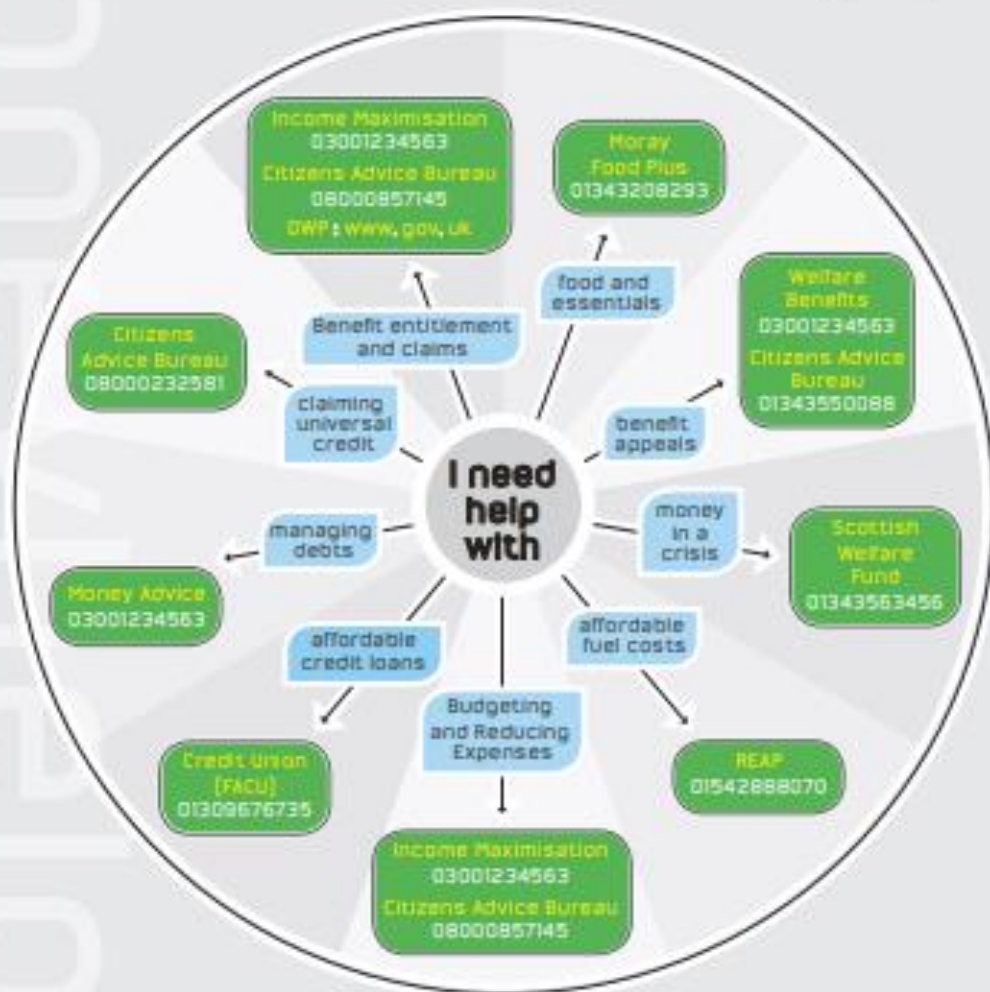 I need
help
with
Benefit entitlement
and claims
Income Maximisation
03001234563
Citizens Advice Bureau
08000857145
DWP: www.gov.uk
food and
essentials
Moray
Food Plus
01343208293
benefit
appeals
Welfare
Benefits
03001234563
Citizens Advice
Bureau
01343550088
money
in a
crisis
Scottish
Welfare
Fund
01343563456
affordable
fuel costs
REAP
01542888070
Budgeting
and Reducing
Expenses
Income Maximisation
03001234563
Citizens Advice Bureau
08000857145
affordable
credit loans
Credit Union
[FACU]
01309676735
managing
debts
Money Advice
03001234563
claiming
universal
credit
Citizens
Advice Bureau
08000232581